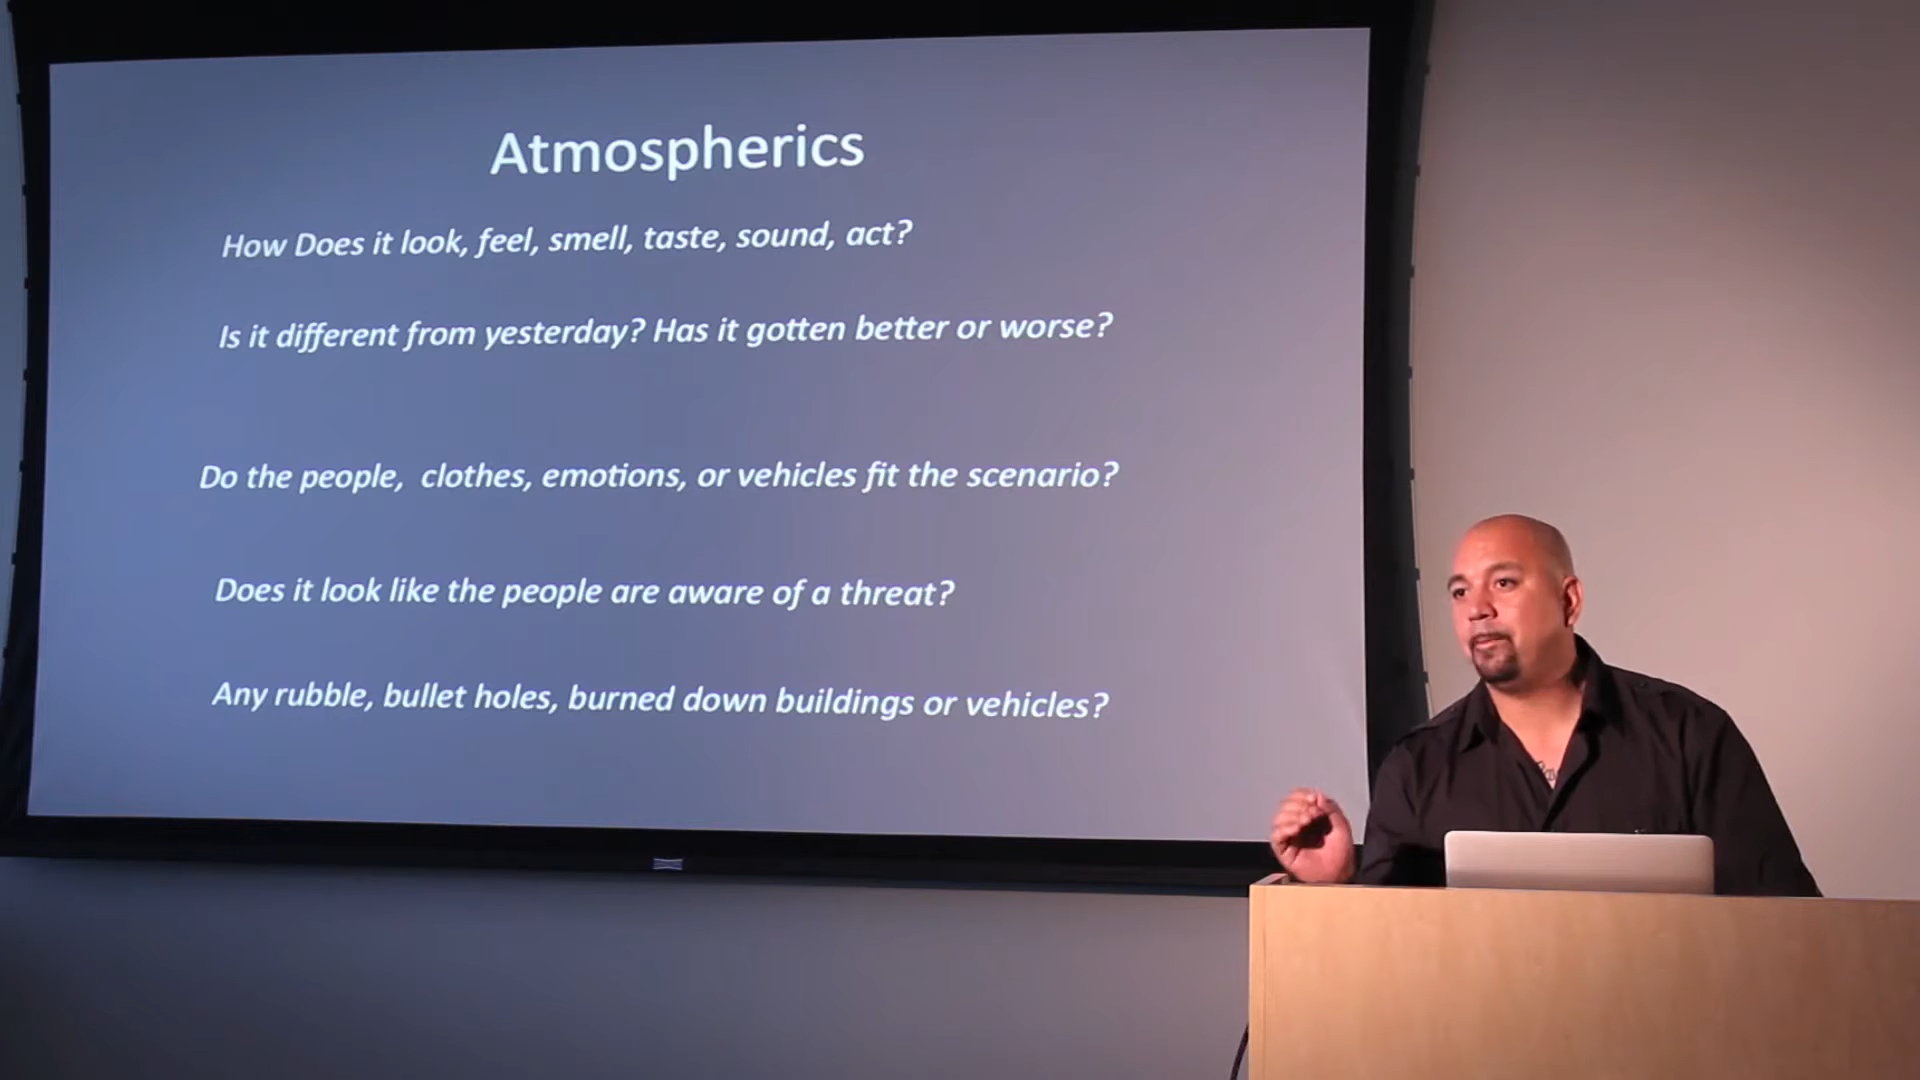 Atmospherics
How Does it look, feel, smell, taste, sound, act?
Is it different from yesterday? Has it gotten better or worse?
Do the people, clothes, emotions, or vehicles fit the scenario?
Does it look like the people are aware of a threat?
Any rubble, bullet holes, burned down buildings or vehicles?